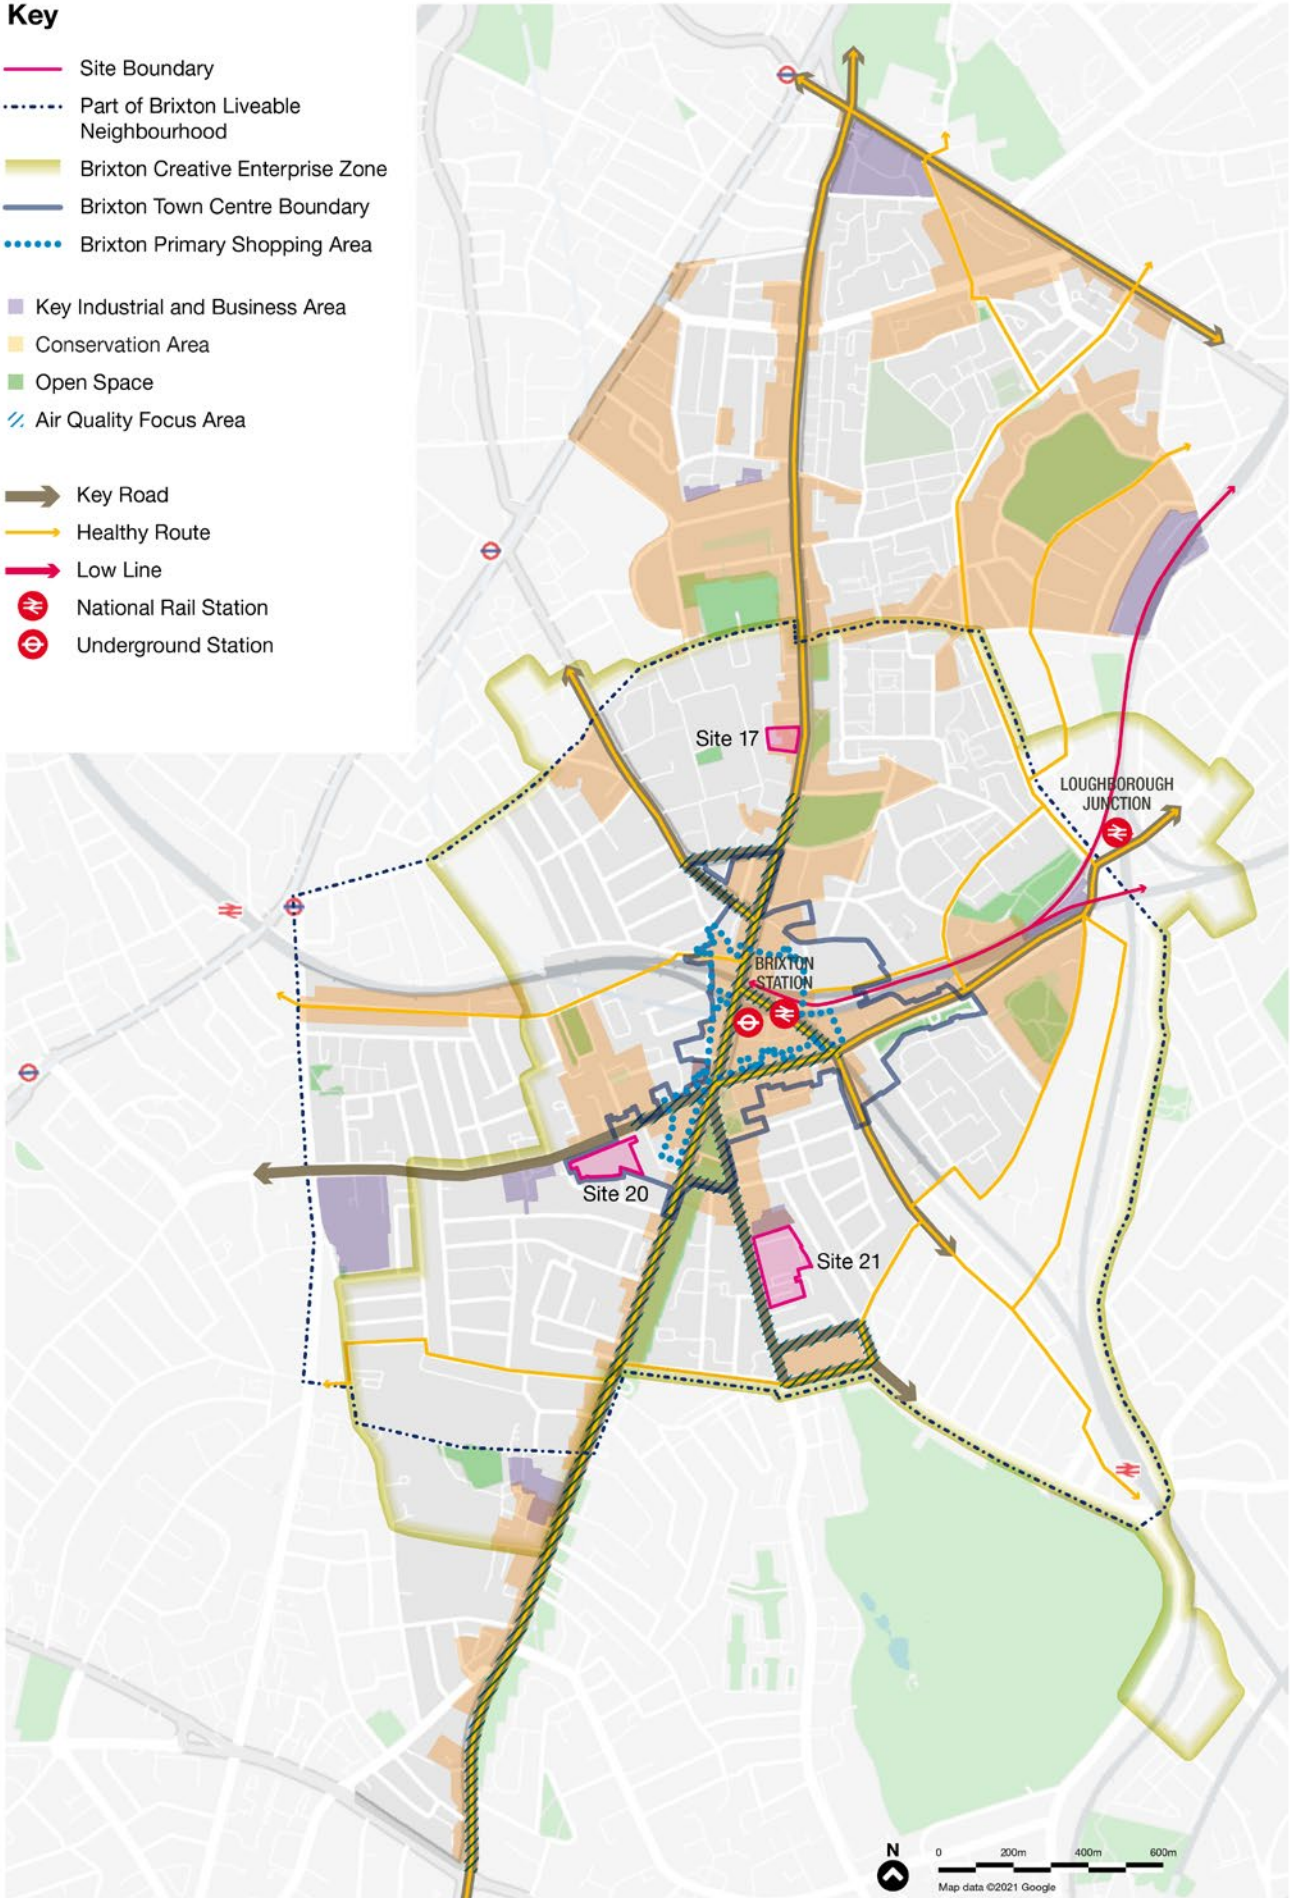 Key
Site Boundary
Part of Brixton Liveable
Neighbourhood
Brixton Creative Enterprise Zone
Brixton Town Centre Boundary
Brixton Primary Shopping Area
Key Industrial and Business Area
Conservation Area
Open Space
Air Quality Focus Area
Key Road
Healthy Route
Low Line
National Rail Station
Underground Station
Site 17
LOUGHBOROUGH
JUNCTION
BRIXTON
STATION
Site 20
Site 21
N
0 200m 400m 600m
Map data ©2021 Google